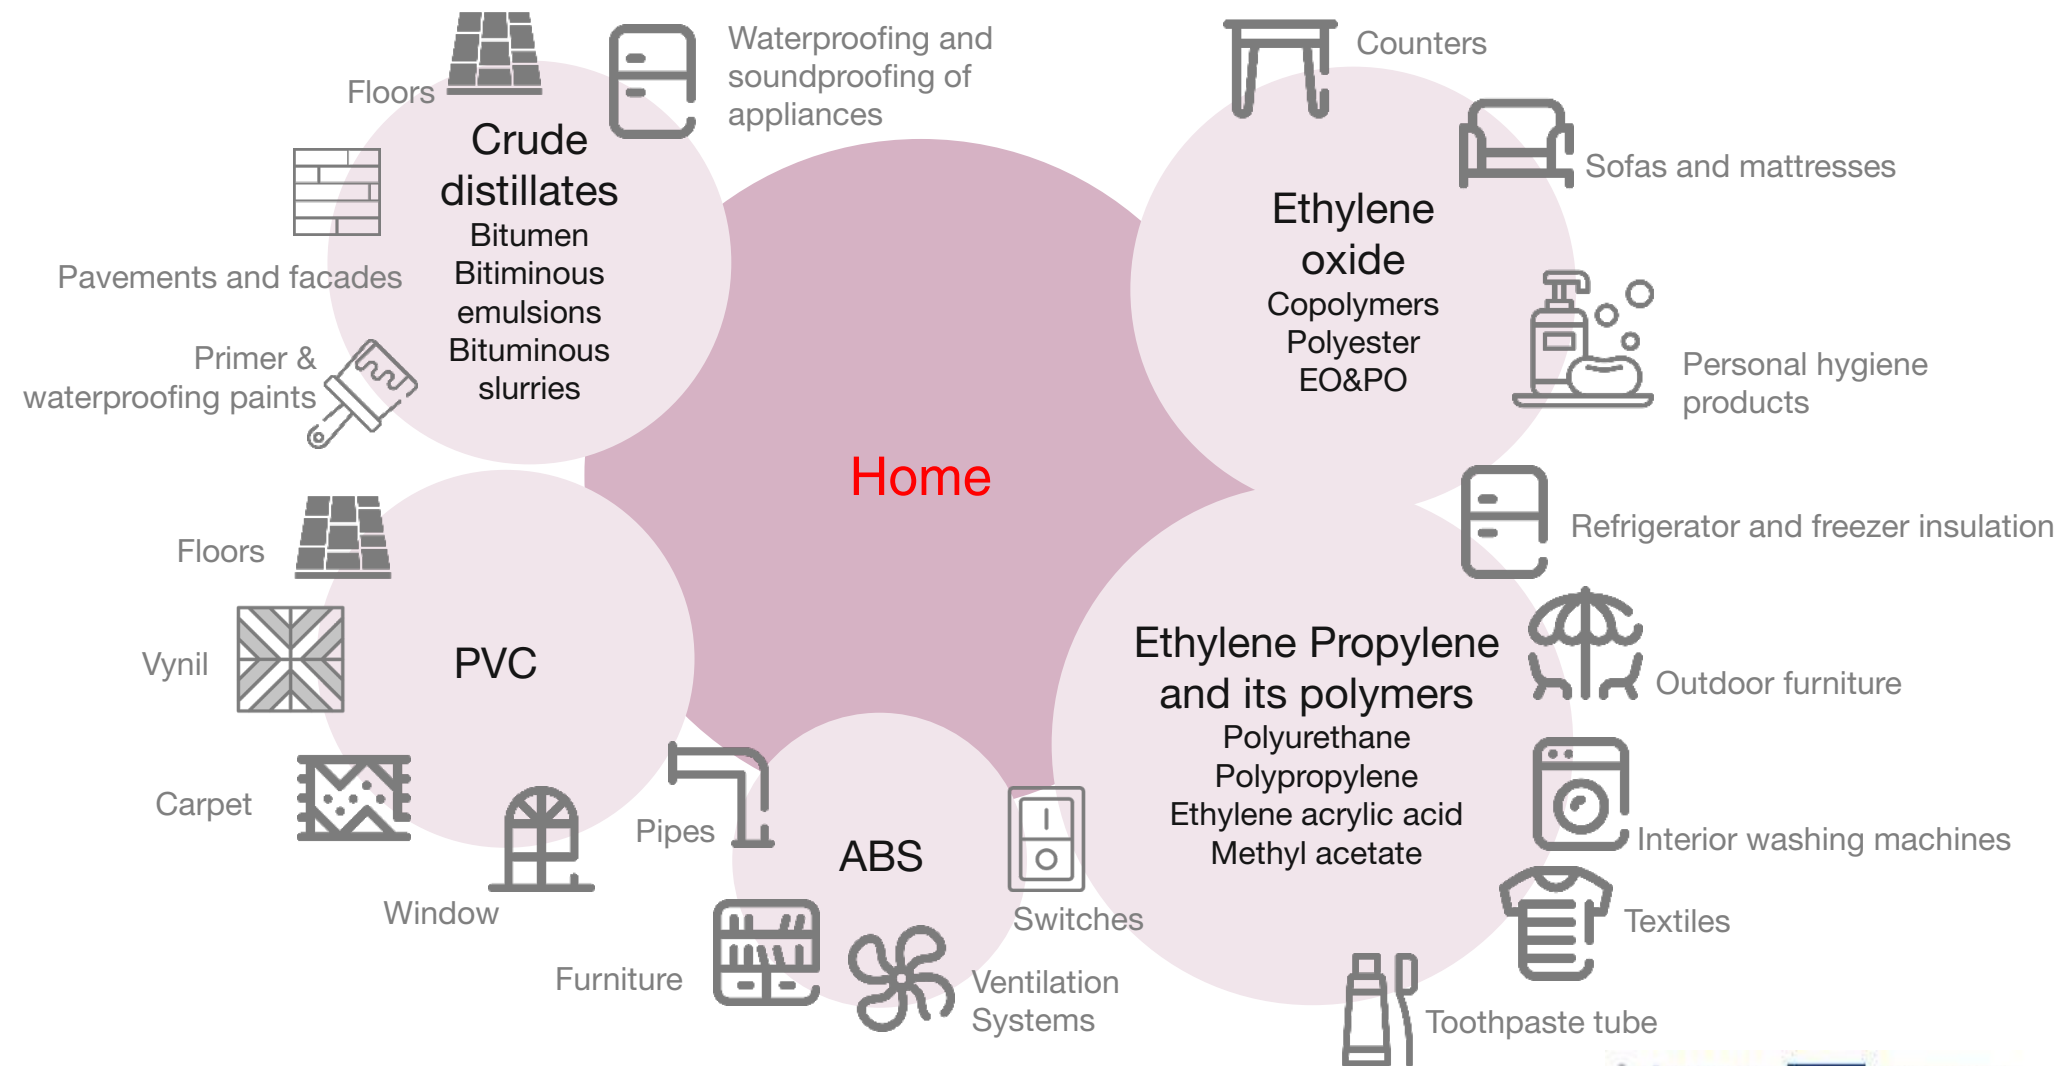 Floors
Waterproofing and
soundproofing of
appliances
Crude
distillates
Bitumen
Bitiminous
emulsions
Bituminous
slurries
Pavements and facades
Primer &
waterproofing paints
Counters
Sofas and mattresses
Ethylene
oxide
Copolymers
Polyester
EO&PO
Personal hygiene
products
Home
Floors
Vynil
PVC
Carpet
Window
Pipes
ABS
Switches
Furniture
Ventilation
Systems
Refrigerator and freezer insulation
Ethylene Propylene
and its polymers
Polyurethane
Polypropylene
Ethylene acrylic acid
Methyl acetate
Outdoor furniture
Interior washing machines
Textiles
Toothpaste tube